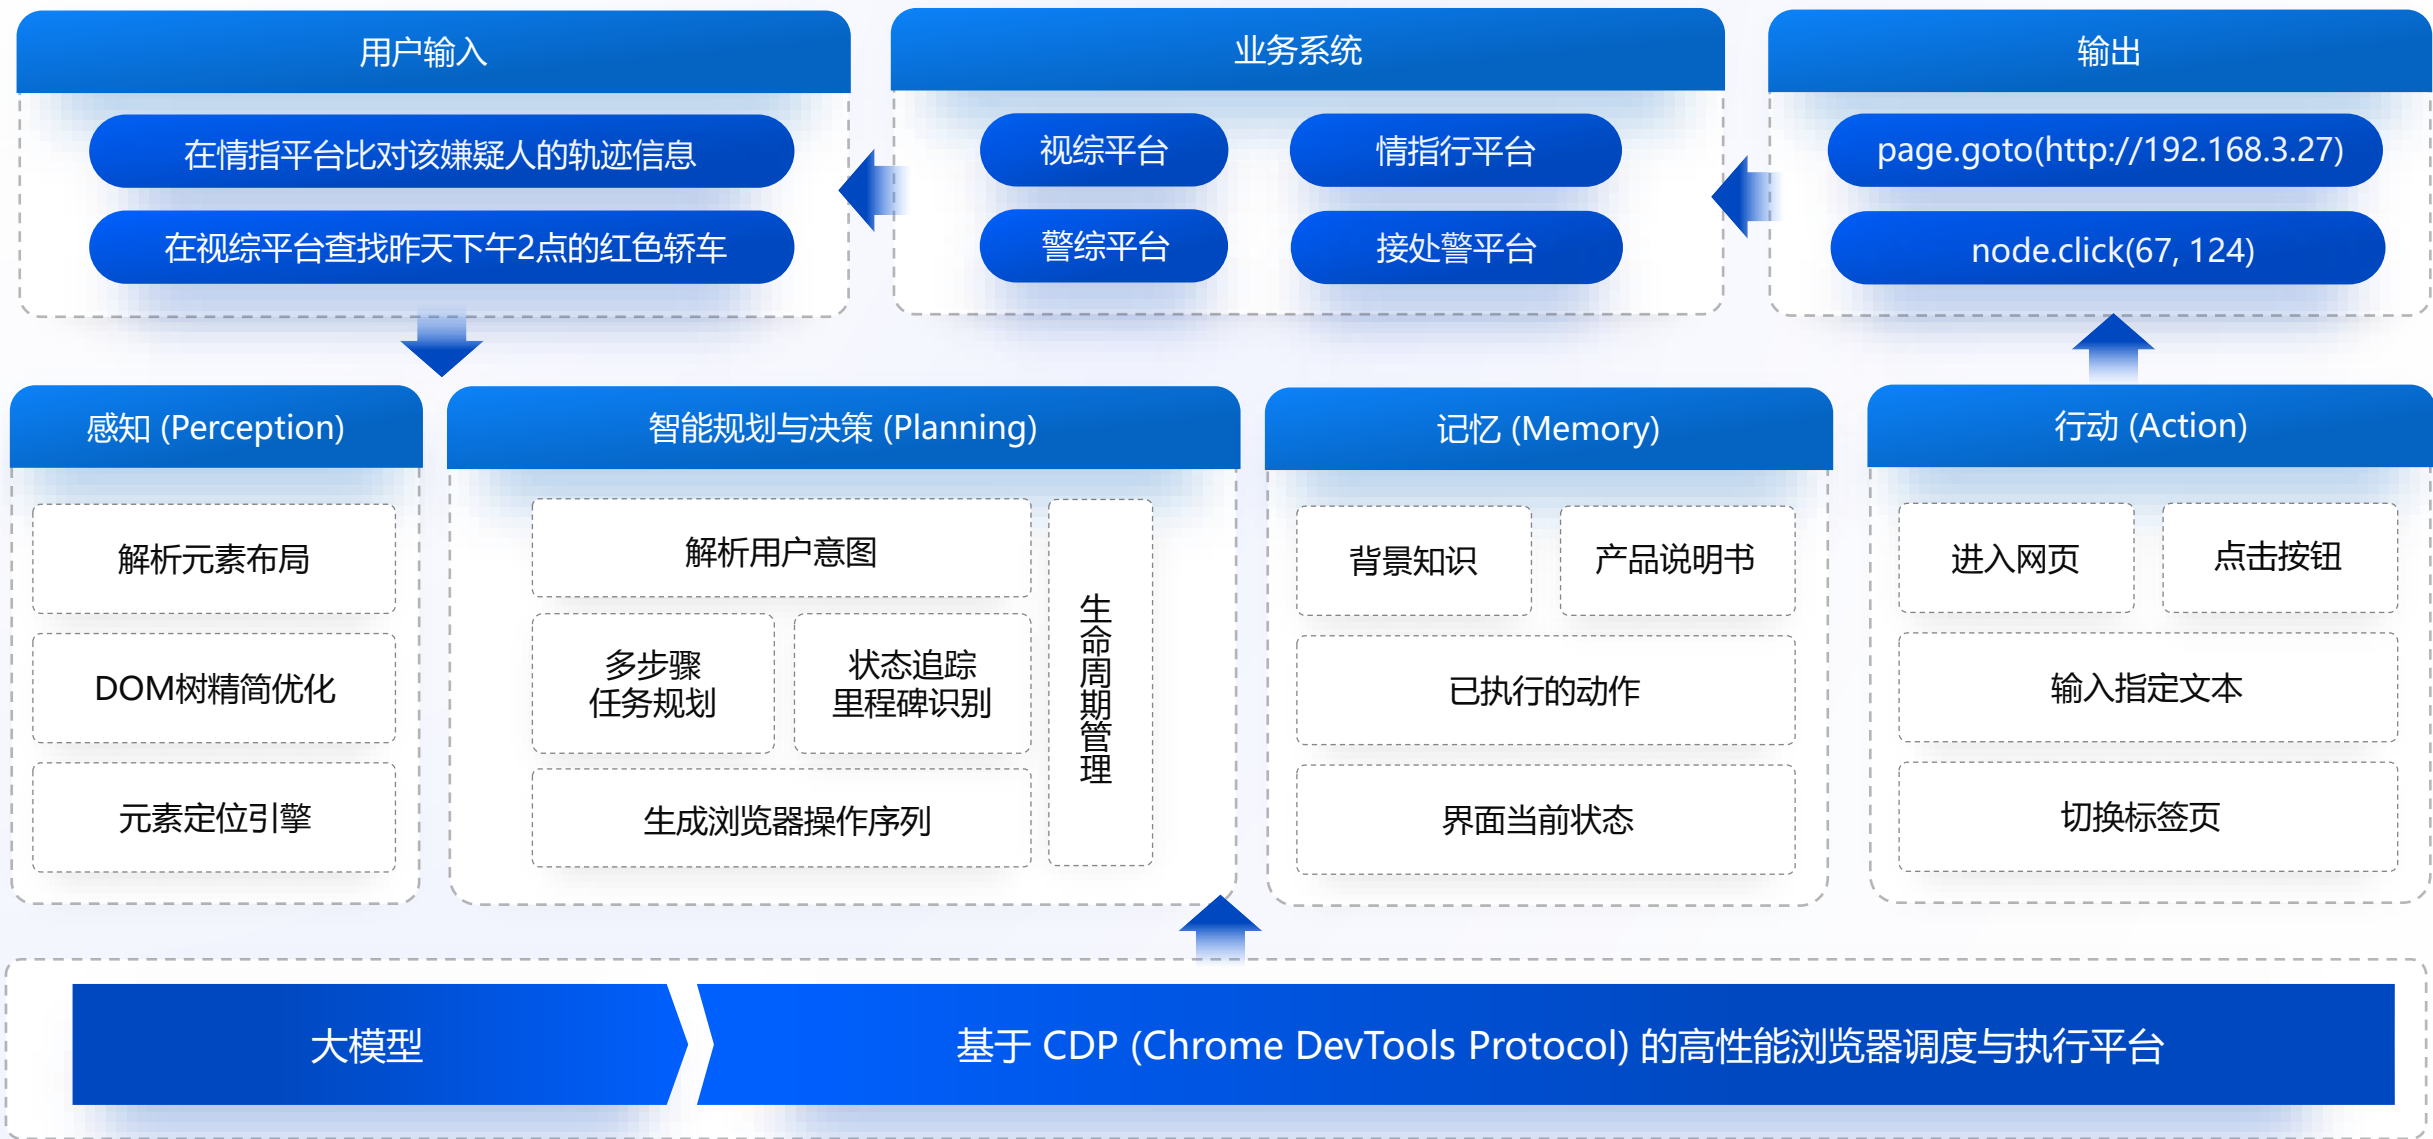 用户输入
在情指平台比对该嫌疑人的轨迹信息
在视综平台查找昨天下午2点的红色轿车
业务系统
视综平台
情指行平台
警综平台
接处警平台
输出
page.goto(http://192.168.3.27)
node.click(67, 124)
感知 (Perception)
解析元素布局
DOM树精简优化
元素定位引擎
智能规划与决策 (Planning)
解析用户意图
多步骤
任务规划
状态追踪
里程碑识别
生成浏览器操作序列
生命周期管理
记忆 (Memory)
背景知识
产品说明书
已执行的动作
界面当前状态
行动 (Action)
进入网页
点击按钮
输入指定文本
切换标签页
大模型
基于 CDP (Chrome DevTools Protocol) 的高性能浏览器调度与执行平台